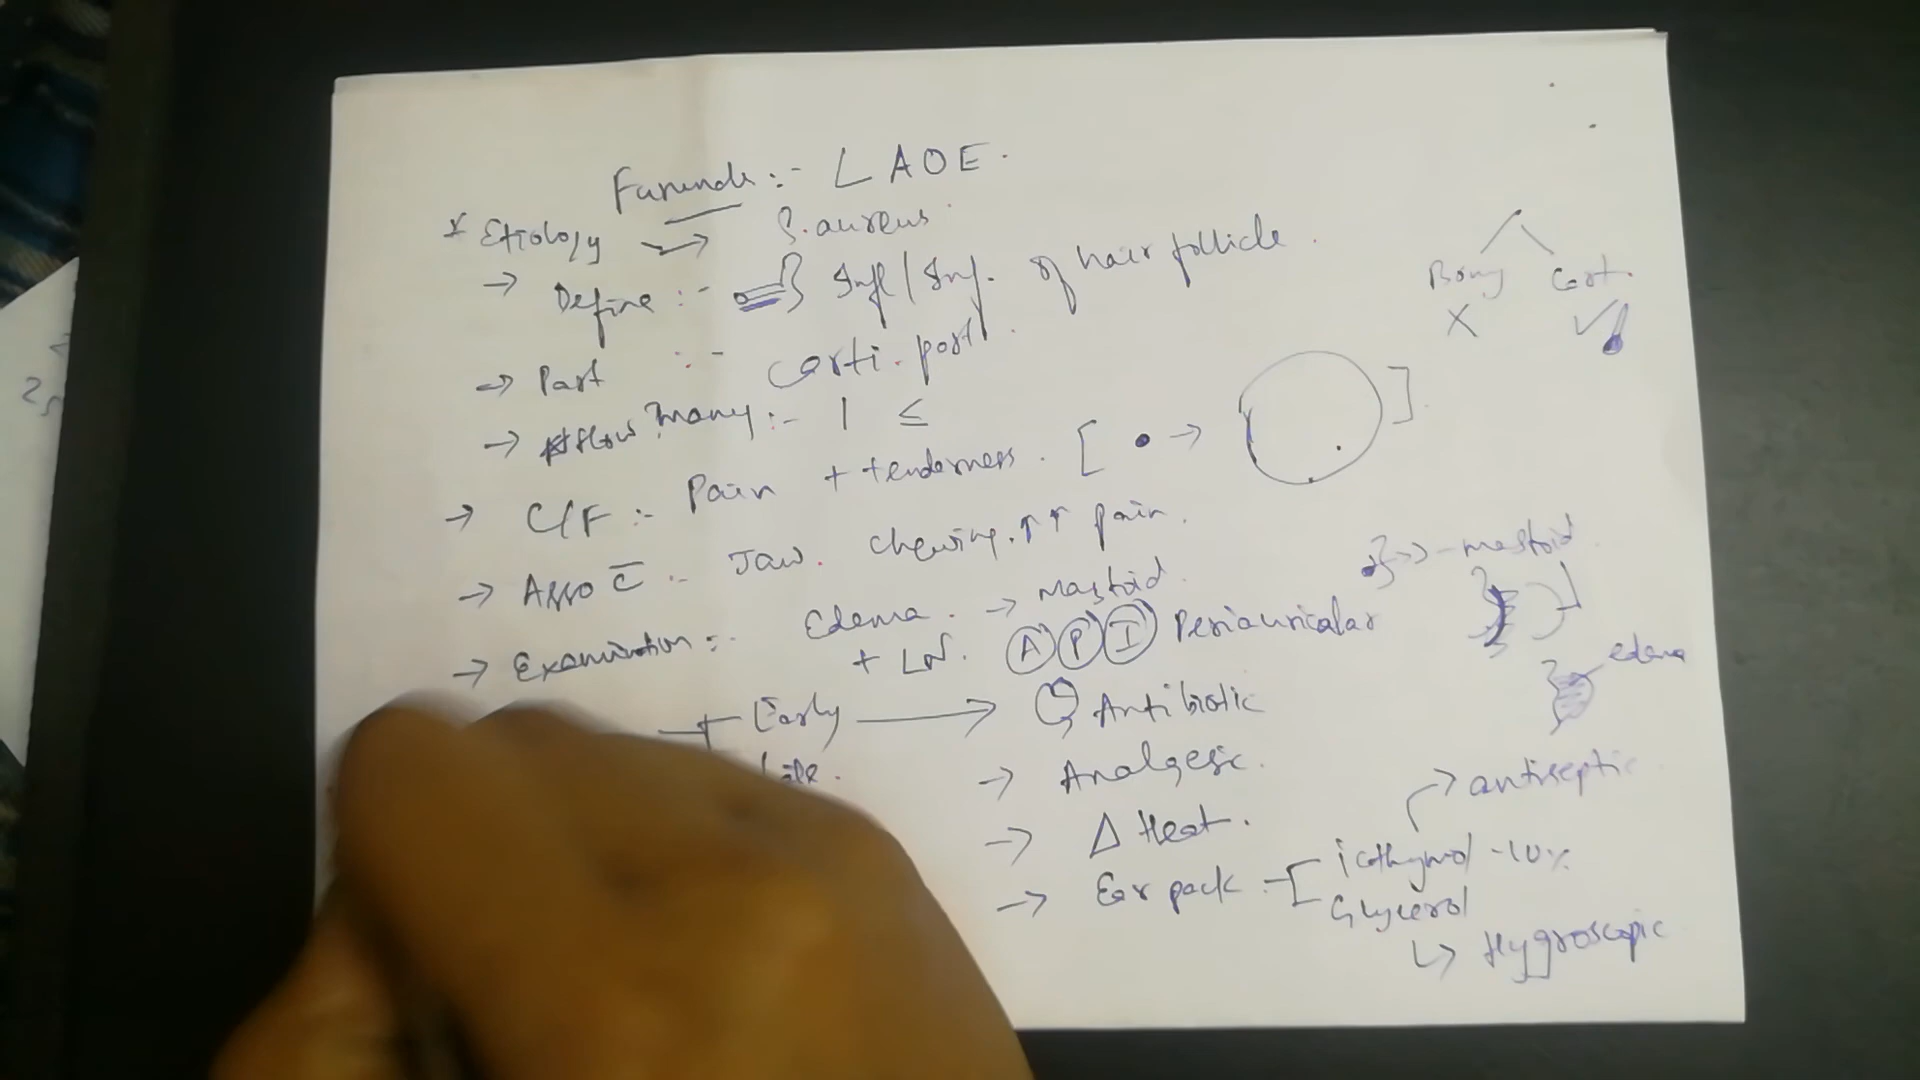 Furuncle :- LAOE.
* Etiology → S. aureus
→ Define :- Infl/Inf. of hair follicle.
Bony Cart.
X ✓
→ Part :- Carti. part.
→ How many :- 1 ≤
→ C/F :- Pain + tenderness. [ • → ]
→ Asso c̄ :- Jaw. Chewing. ↑↑ pain.
→ mastoid
→ Examination :- Edema. → Mastoid.
+ LN. A P I Periauricular
edema
Early → Antibiotic
→ Analgesic.
→ antiseptic
→ Δ Heat.
→ Ear pack :- [ icathymol -10%
Glycerol
↳ Hygroscopic